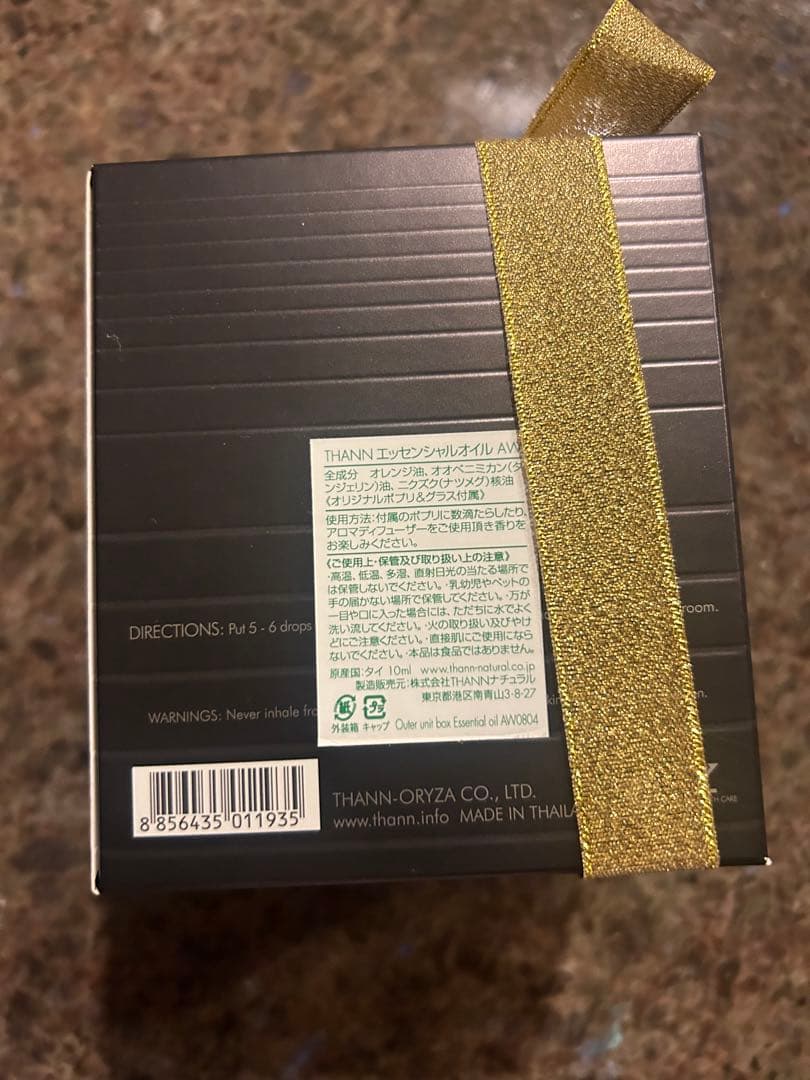 THANN エッセンシャルオイル AW
全成分 オレンジ油、オオベニミカン(タ
ンジェリン)油、ニクズク(ナツメグ)核油
《オリジナルポプリ&グラス付属》
使用方法:付属のポプリに数滴たらしたり、
アロマディフューザーをご使用頂き香りを
お楽しみください。
《ご使用上・保管及び取り扱い上の注意》
・高温、低温、多湿、直射日光の当たる場所で
は保管しないでください。・乳幼児やペットの
手の届かない場所で保管してください。・万が
一目や口に入った場合には、ただちに水でよく
洗い流してください。・火の取り扱い及びやけ
どにご注意ください。・直接肌にご使用になら
ないでください。・本品は食品ではありません。
原産国:タイ 10ml www.thann-natural.co.jp
製造販売元:株式会社THANNナチュラル
東京都港区南青山3-8-27
紙 プラ
外装箱 キャップ Outer unit box Essential oil AW0804
DIRECTIONS: Put 5 - 6 drops room.
WARNINGS: Never inhale
8 856435 011935
THANN-ORYZA CO., LTD.
www.thann.info MADE IN THAILA
CARE